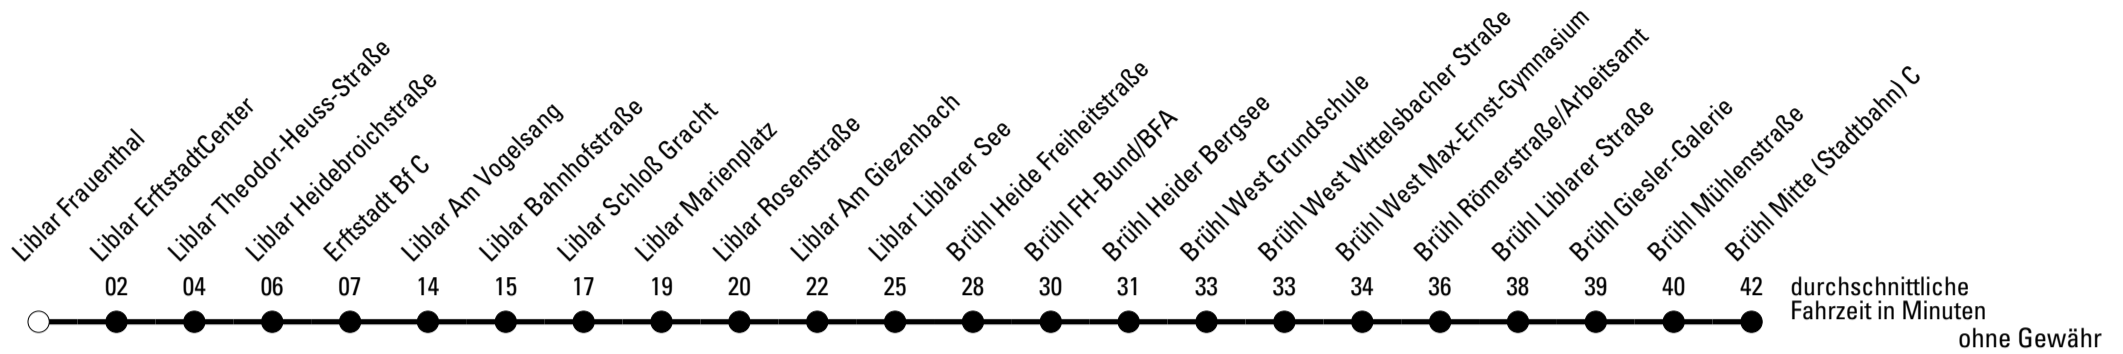 Liblar Frauenthal
Liblar ErftstadtCenter
Liblar Theodor-Heuss-Straße
Liblar Heidebroichstraße
Erftstadt Bf C
Liblar Am Vogelsang
Liblar Bahnhofstraße
Liblar Schloß Gracht
Liblar Marienplatz
Liblar Rosenstraße
Liblar Am Giezenbach
Liblar Liblarer See
Brühl Heide Freiheitstraße
Brühl FH-Bund/BFA
Brühl Heider Bergsee
Brühl West Grundschule
Brühl West Wittelsbacher Straße
Brühl West Max-Ernst-Gymnasium
Brühl Römerstraße/Arbeitsamt
Brühl Liblarer Straße
Brühl Giesler-Galerie
Brühl Mühlenstraße
Brühl Mitte (Stadtbahn) C
02 04 06 07 14 15 17 19 20 22 25 28 30 31 33 33 34 36 38 39 40 42 durchschnittliche
Fahrzeit in Minuten
ohne Gewähr